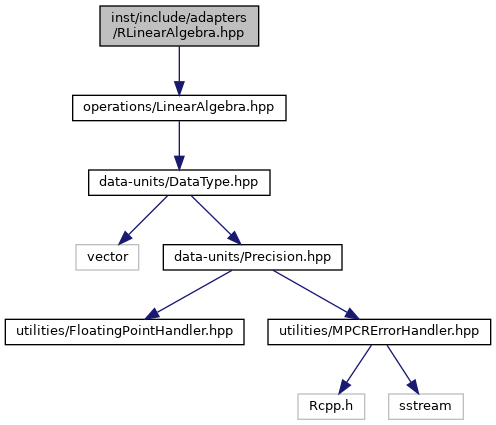 inst/include/adapters
/RLinearAlgebra.hpp
operations/LinearAlgebra.hpp
data-units/DataType.hpp
vector
data-units/Precision.hpp
utilities/FloatingPointHandler.hpp
utilities/MPCRErrorHandler.hpp
Rcpp.h
sstream